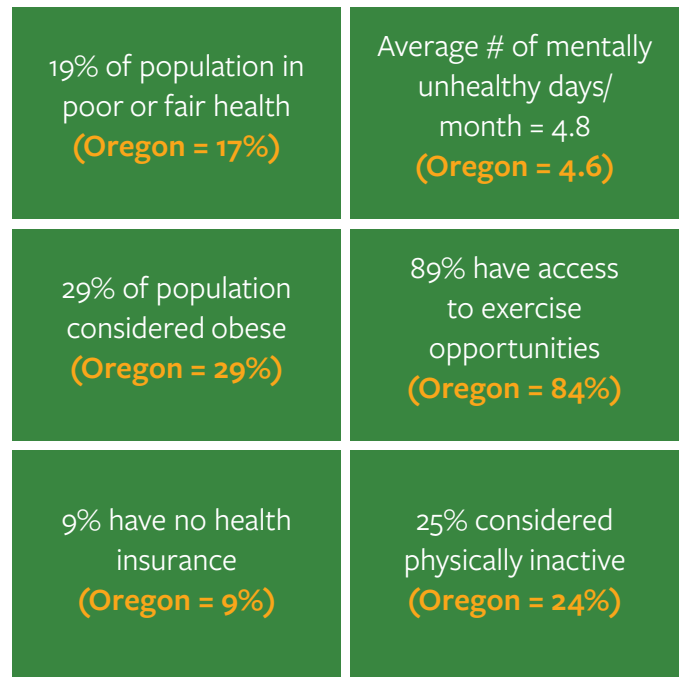 19% of population in
poor or fair health
(Oregon = 17%)
Average # of mentally
unhealthy days/
month = 4.8
(Oregon = 4.6)
29% of population
considered obese
(Oregon = 29%)
89% have access
to exercise
opportunities
(Oregon = 84%)
9% have no health
insurance
(Oregon = 9%)
25% considered
physically inactive
(Oregon = 24%)